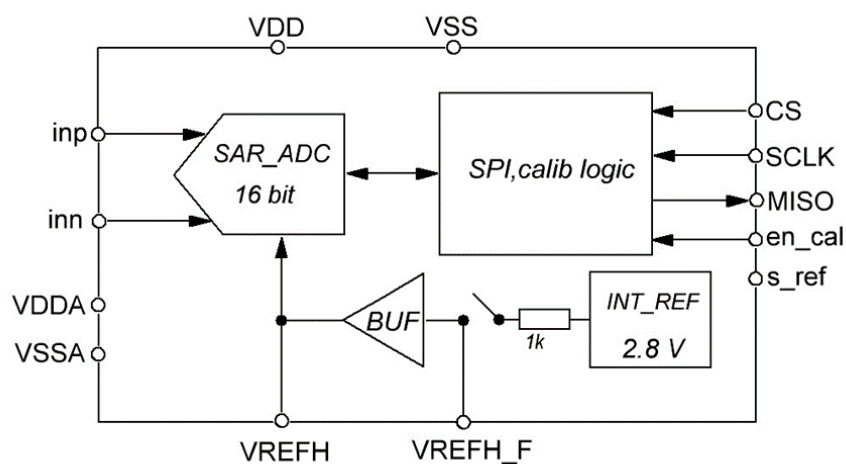 VDD
VSS
inp
inn
VDDA
VSSA
SAR_ADC
16 bit
SPI,calib logic
CS
SCLK
MISO
en_cal
s_ref
BUF
1k
INT_REF
2.8 V
VREFH
VREFH_F